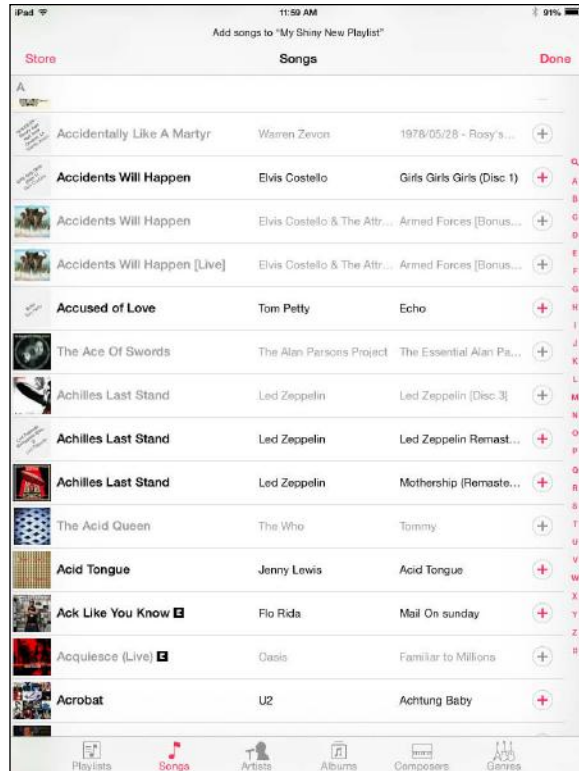 iPad 11:59 AM 91%
Add songs to “My Shiny New Playlist”
Store Songs Done
A
Accidentally Like A Martyr Warren Zevon 1978/05/28 - Rosy's...
Accidents Will Happen Elvis Costello Girls Girls Girls (Disc 1)
Accidents Will Happen Elvis Costello & The Attr... Armed Forces [Bonus...
Accidents Will Happen [Live] Elvis Costello & The Attr... Armed Forces [Bonus...
Accused of Love Tom Petty Echo
The Ace Of Swords The Alan Parsons Project The Essential Alan Pa...
Achilles Last Stand Led Zeppelin Led Zeppelin [Disc 3]
Achilles Last Stand Led Zeppelin Led Zeppelin Remast...
Achilles Last Stand Led Zeppelin Mothership (Remaste...
The Acid Queen The Who Tommy
Acid Tongue Jenny Lewis Acid Tongue
Ack Like You Know E Flo Rida Mail On sunday
Acquiesce (Live) E Oasis Familiar to Millions
Acrobat U2 Achtung Baby
A
B
C
D
E
F
G
H
I
J
K
L
M
N
O
P
Q
R
S
T
U
V
W
X
Y
Z
#
Playlists Songs Artists Albums Composers Genres